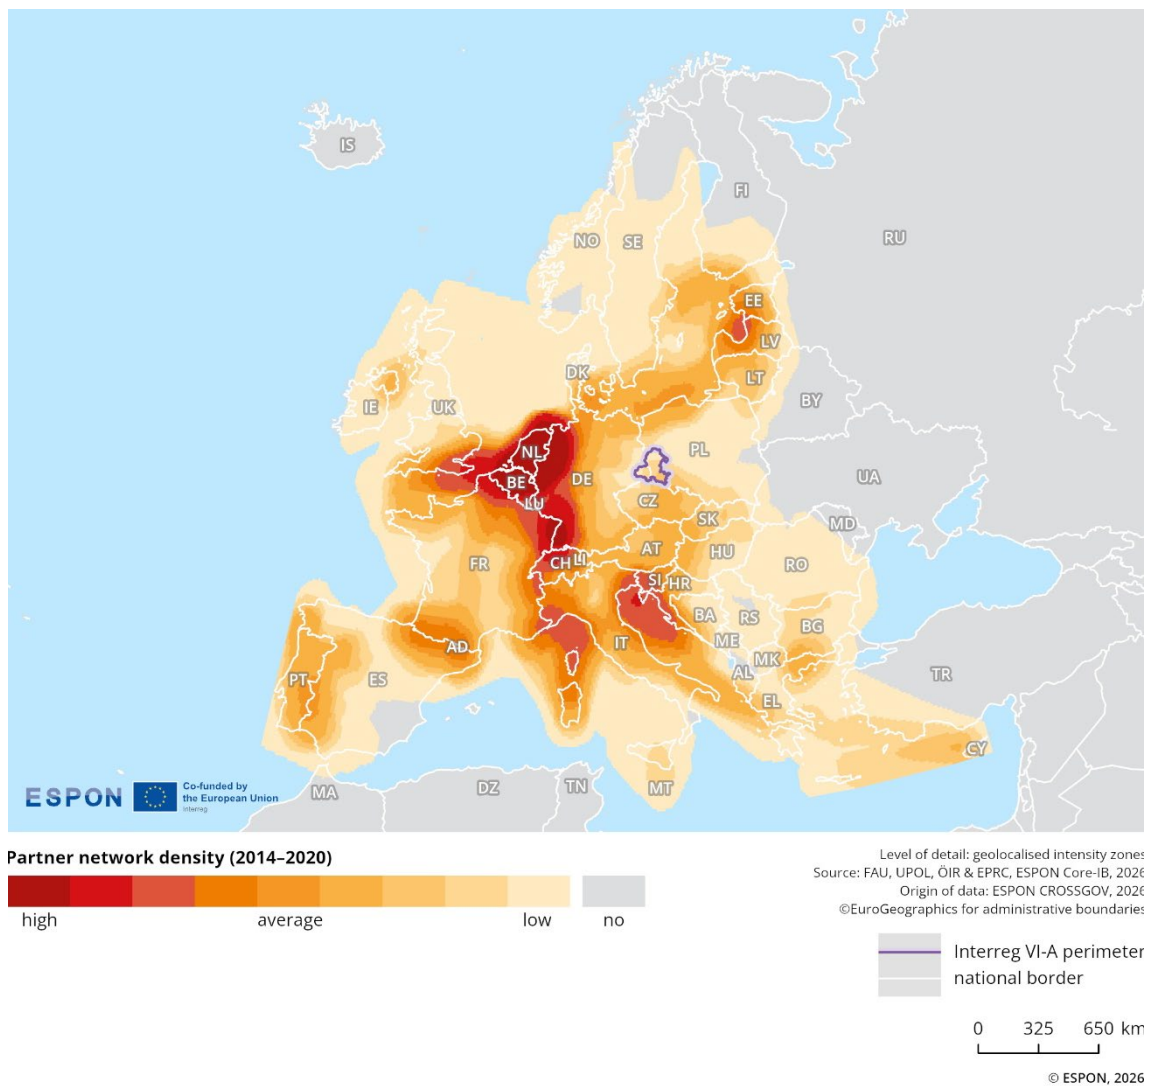 IS
FI
RU
NO
SE
EE
LV
DK
LT
IE
UK
BY
NL
PL
BE
DE
UA
LU
CZ
SK
MD
AT
HU
FR
CH
LI
RO
SI
HR
BA
RS
BG
IT
ME
AD
MK
AL
PT
ES
TR
EL
CY
MA
DZ
TN
MT
ESPON
Co-funded by
the European Union
Interreg
Partner network density (2014–2020)
high
average
low
no
Level of detail: geolocalised intensity zones
Source: FAU, UPOL, ÖIR & EPRC, ESPON Core-IB, 2026
Origin of data: ESPON CROSSGOV, 2026
©EuroGeographics for administrative boundaries
Interreg VI-A perimeter
national border
0 325 650 km
© ESPON, 2026